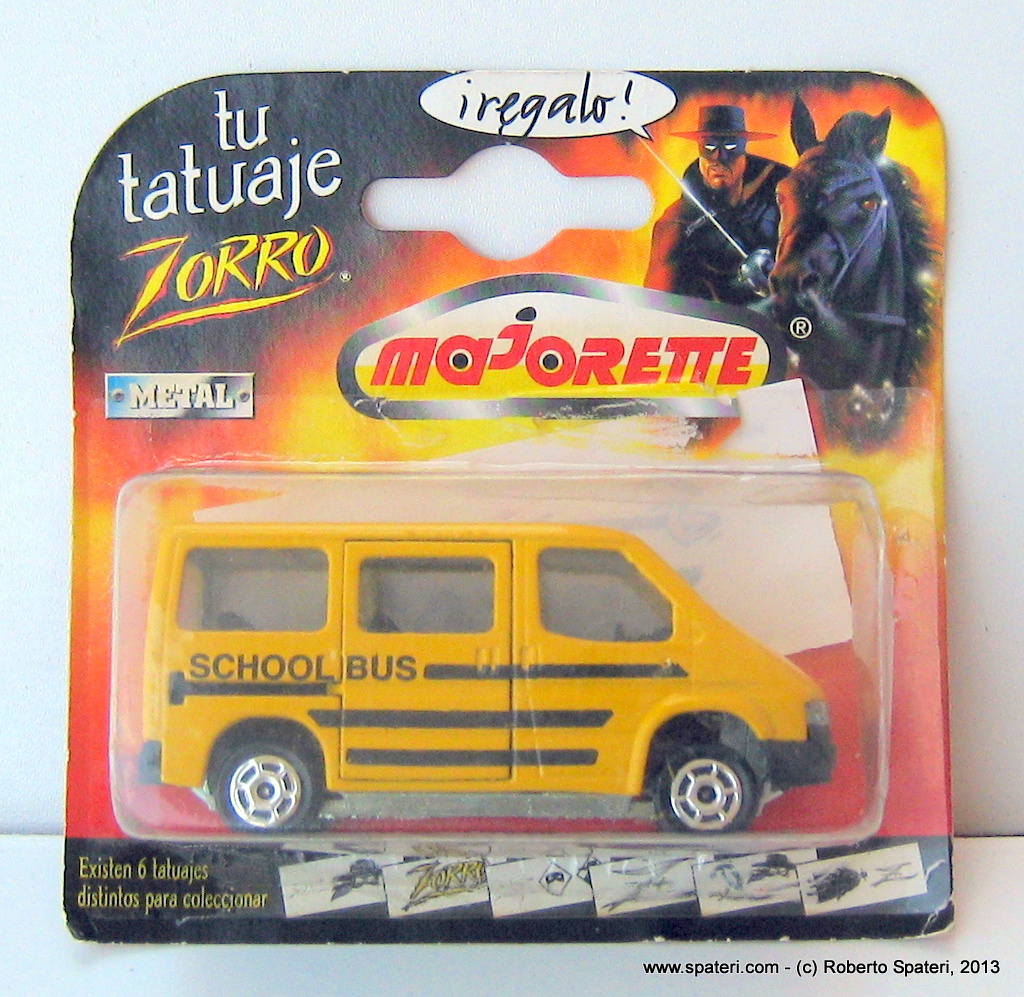 ¡regalo!
tu
tatuaje
ZORRO ®
MAJORETTE ®
METAL
SCHOOL BUS
Existen 6 tatuajes
distintos para coleccionar
ZORRO
www.spateri.com - (c) Roberto Spateri, 2013